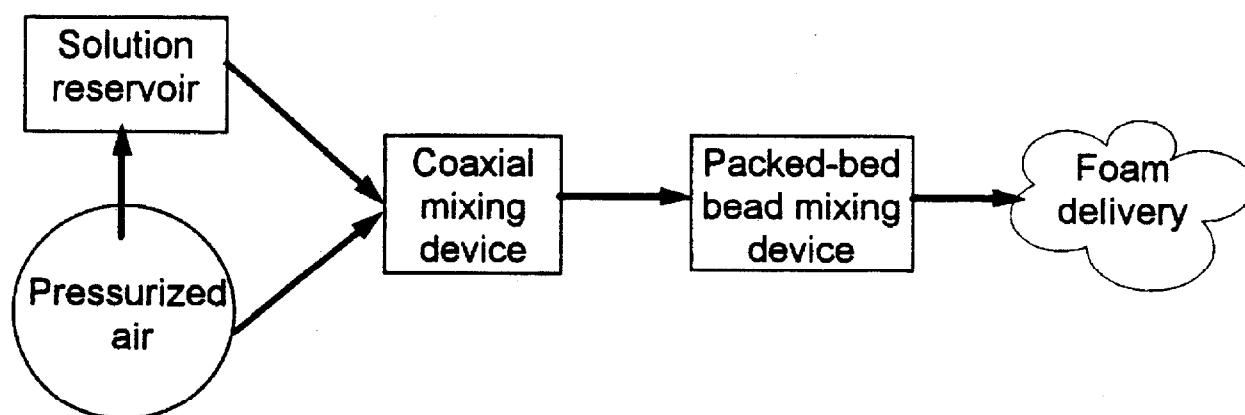 Solution
reservoir
Pressurized
air
Coaxial
mixing
device
Packed-bed
bead mixing
device
Foam
delivery